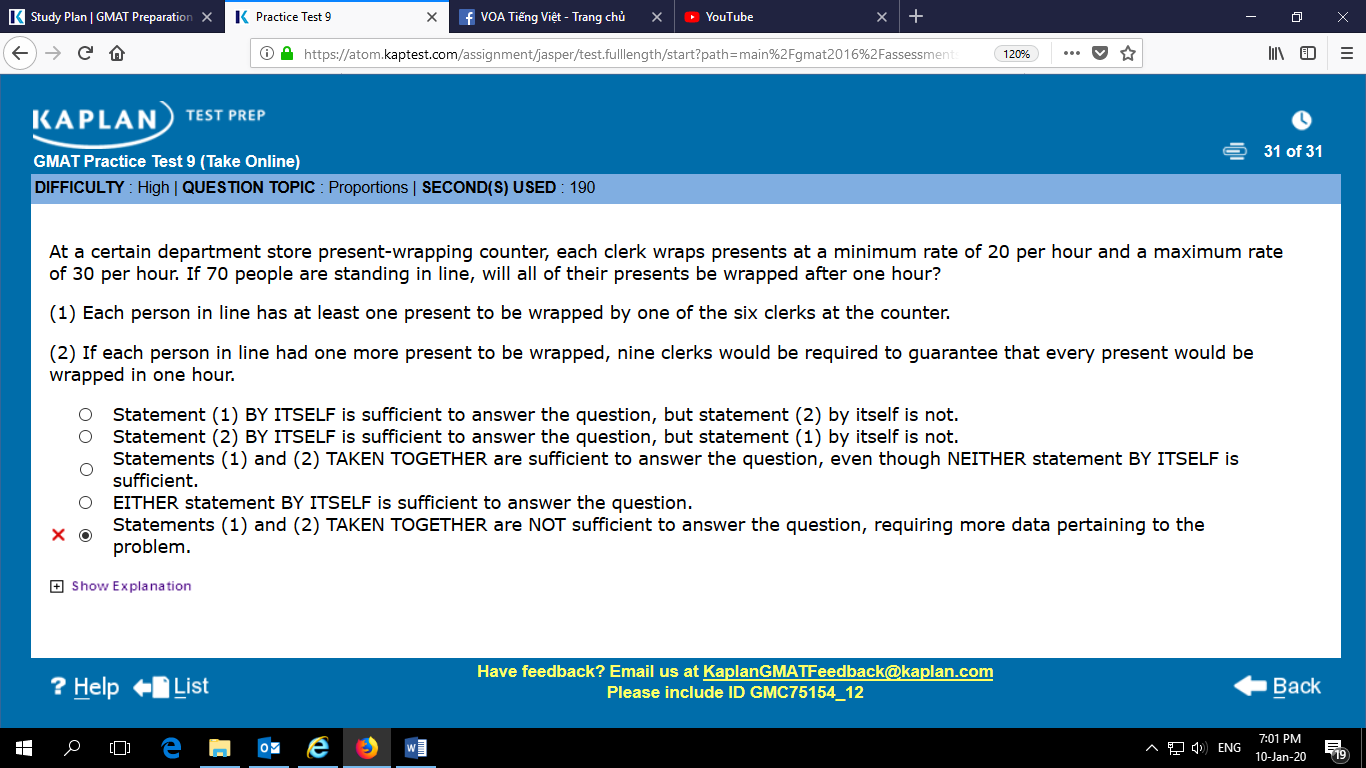 Study Plan | GMAT Preparation
Practice Test 9
VOA Tiếng Việt - Trang chủ
YouTube
https://atom.kaptest.com/assignment/jasper/test.fulllength/start?path=main%2Fgmat2016%2Fassessment
120%
KAPLAN TEST PREP
31 of 31
GMAT Practice Test 9 (Take Online)
DIFFICULTY : High | QUESTION TOPIC : Proportions | SECOND(S) USED : 190
At a certain department store present-wrapping counter, each clerk wraps presents at a minimum rate of 20 per hour and a maximum rate
of 30 per hour. If 70 people are standing in line, will all of their presents be wrapped after one hour?
(1) Each person in line has at least one present to be wrapped by one of the six clerks at the counter.
(2) If each person in line had one more present to be wrapped, nine clerks would be required to guarantee that every present would be
wrapped in one hour.
Statement (1) BY ITSELF is sufficient to answer the question, but statement (2) by itself is not.
Statement (2) BY ITSELF is sufficient to answer the question, but statement (1) by itself is not.
Statements (1) and (2) TAKEN TOGETHER are sufficient to answer the question, even though NEITHER statement BY ITSELF is
sufficient.
EITHER statement BY ITSELF is sufficient to answer the question.
Statements (1) and (2) TAKEN TOGETHER are NOT sufficient to answer the question, requiring more data pertaining to the
problem.
Show Explanation
Have feedback? Email us at KaplanGMATFeedback@kaplan.com
Please include ID GMC75154_12
? Help
List
Back
ENG
7:01 PM
10-Jan-20
19